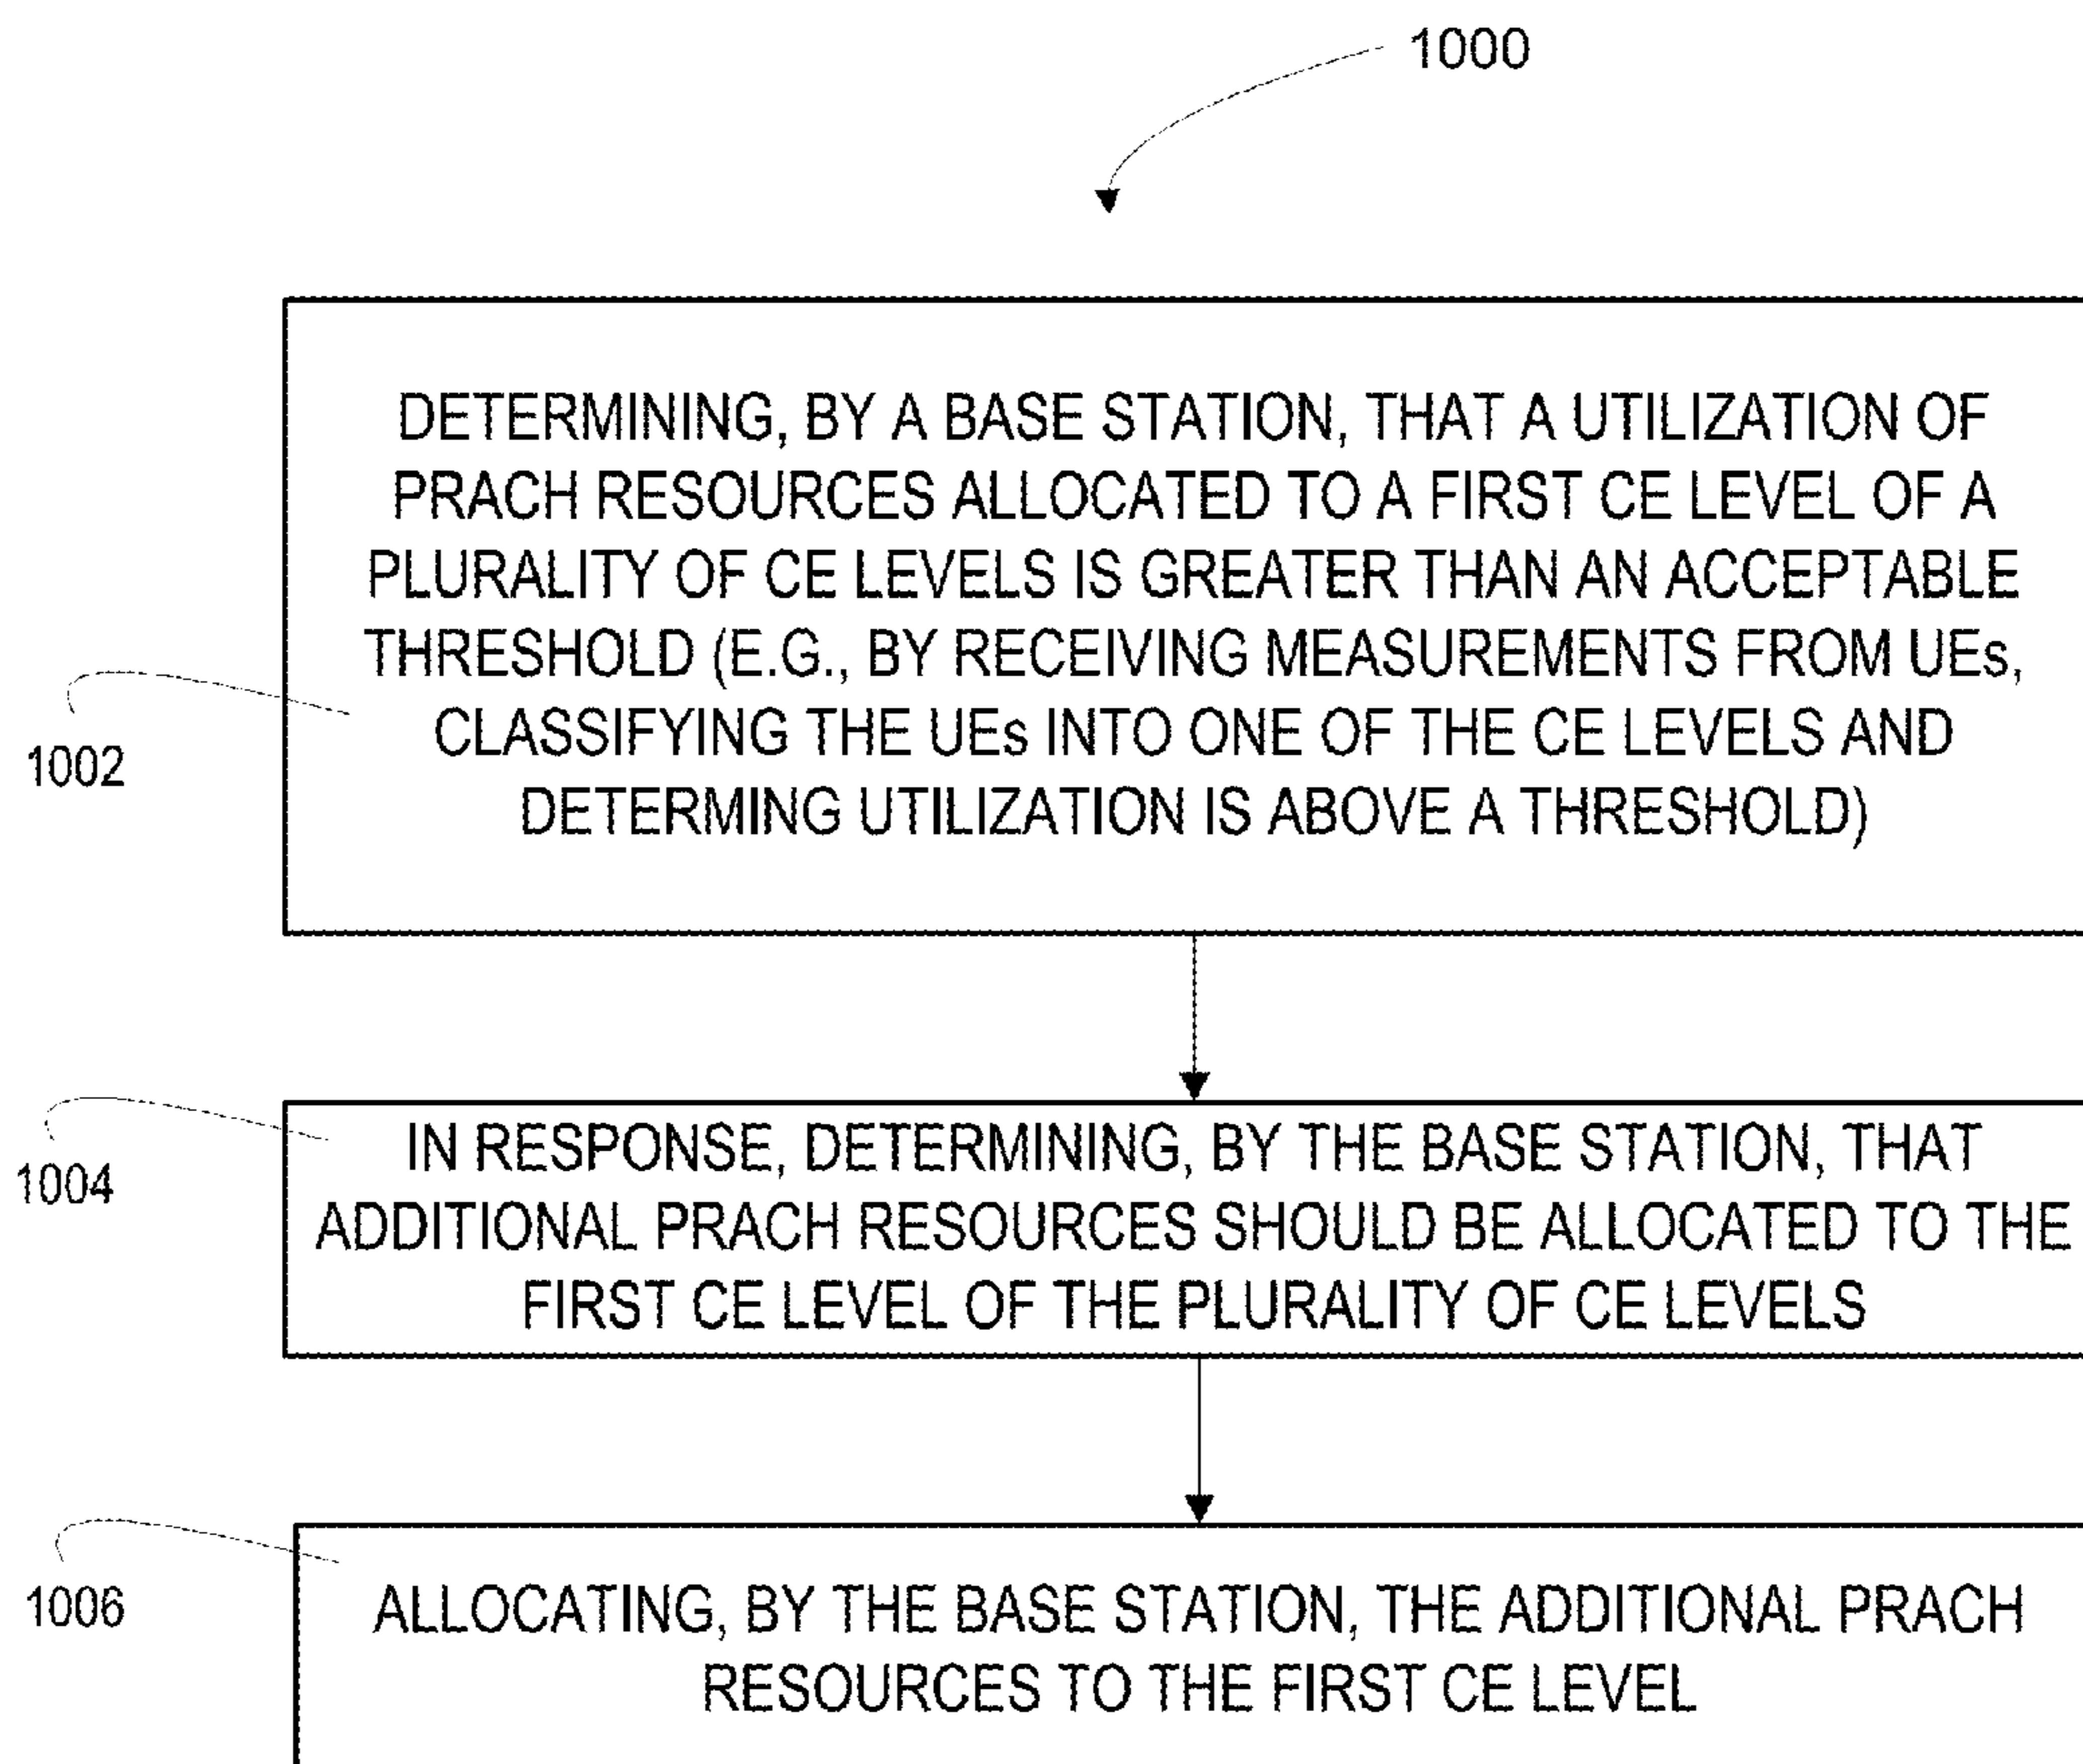 1000
DETERMINING, BY A BASE STATION, THAT A UTILIZATION OF
PRACH RESOURCES ALLOCATED TO A FIRST CE LEVEL OF A
PLURALITY OF CE LEVELS IS GREATER THAN AN ACCEPTABLE
THRESHOLD (E.G., BY RECEIVING MEASUREMENTS FROM UEs,
CLASSIFYING THE UEs INTO ONE OF THE CE LEVELS AND
DETERMING UTILIZATION IS ABOVE A THRESHOLD)
1002
IN RESPONSE, DETERMINING, BY THE BASE STATION, THAT
ADDITIONAL PRACH RESOURCES SHOULD BE ALLOCATED TO THE
FIRST CE LEVEL OF THE PLURALITY OF CE LEVELS
1004
ALLOCATING, BY THE BASE STATION, THE ADDITIONAL PRACH
RESOURCES TO THE FIRST CE LEVEL
1006